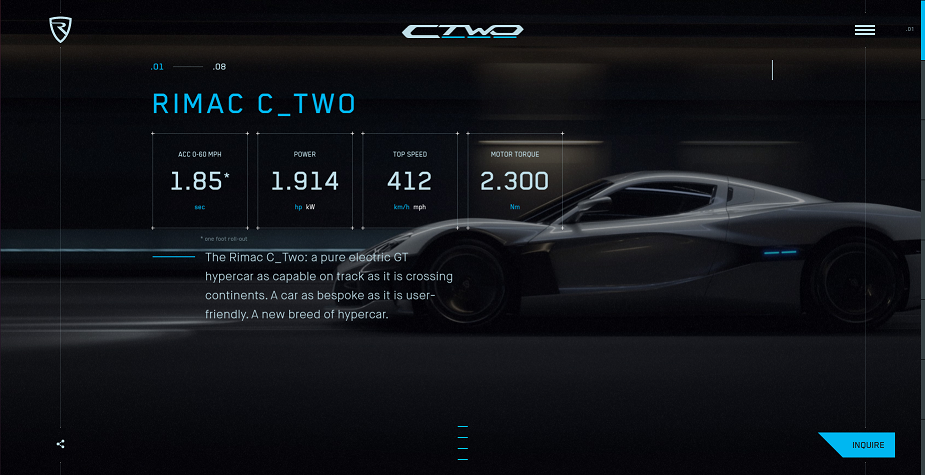 CTWO
.01
.01 .08
RIMAC C_TWO
ACC 0-60 MPH
1.85*
sec
POWER
1.914
hp kW
TOP SPEED
412
km/h mph
MOTOR TORQUE
2.300
Nm
* one foot roll-out
The Rimac C_Two: a pure electric GT
hypercar as capable on track as it is crossing
continents. A car as bespoke as it is user-
friendly. A new breed of hypercar.
INQUIRE